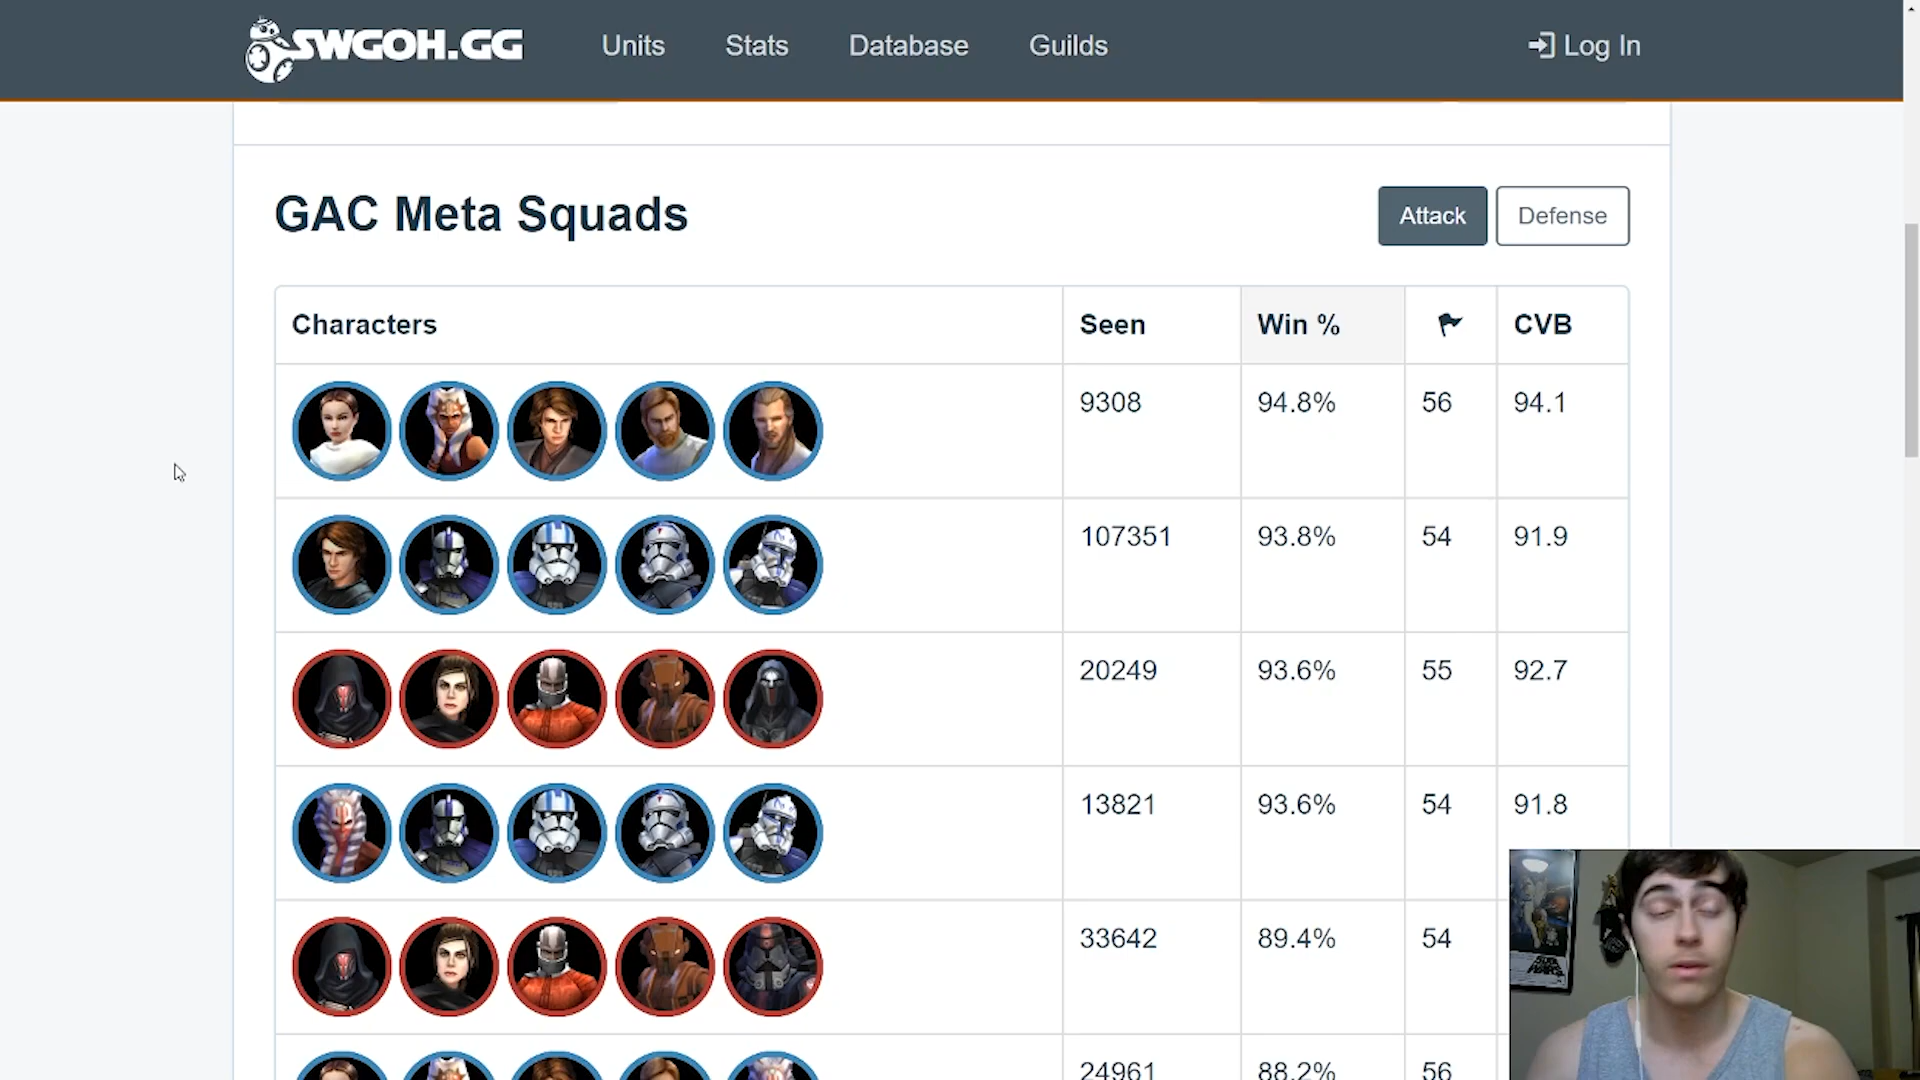 SWGOH.GG Units Stats Database Guilds Log In
GAC Meta Squads Attack Defense
Characters Seen Win % CVB
9308 94.8% 56 94.1
107351 93.8% 54 91.9
20249 93.6% 55 92.7
13821 93.6% 54 91.8
33642 89.4% 54
24961 88.2% 56
STAR
WARS